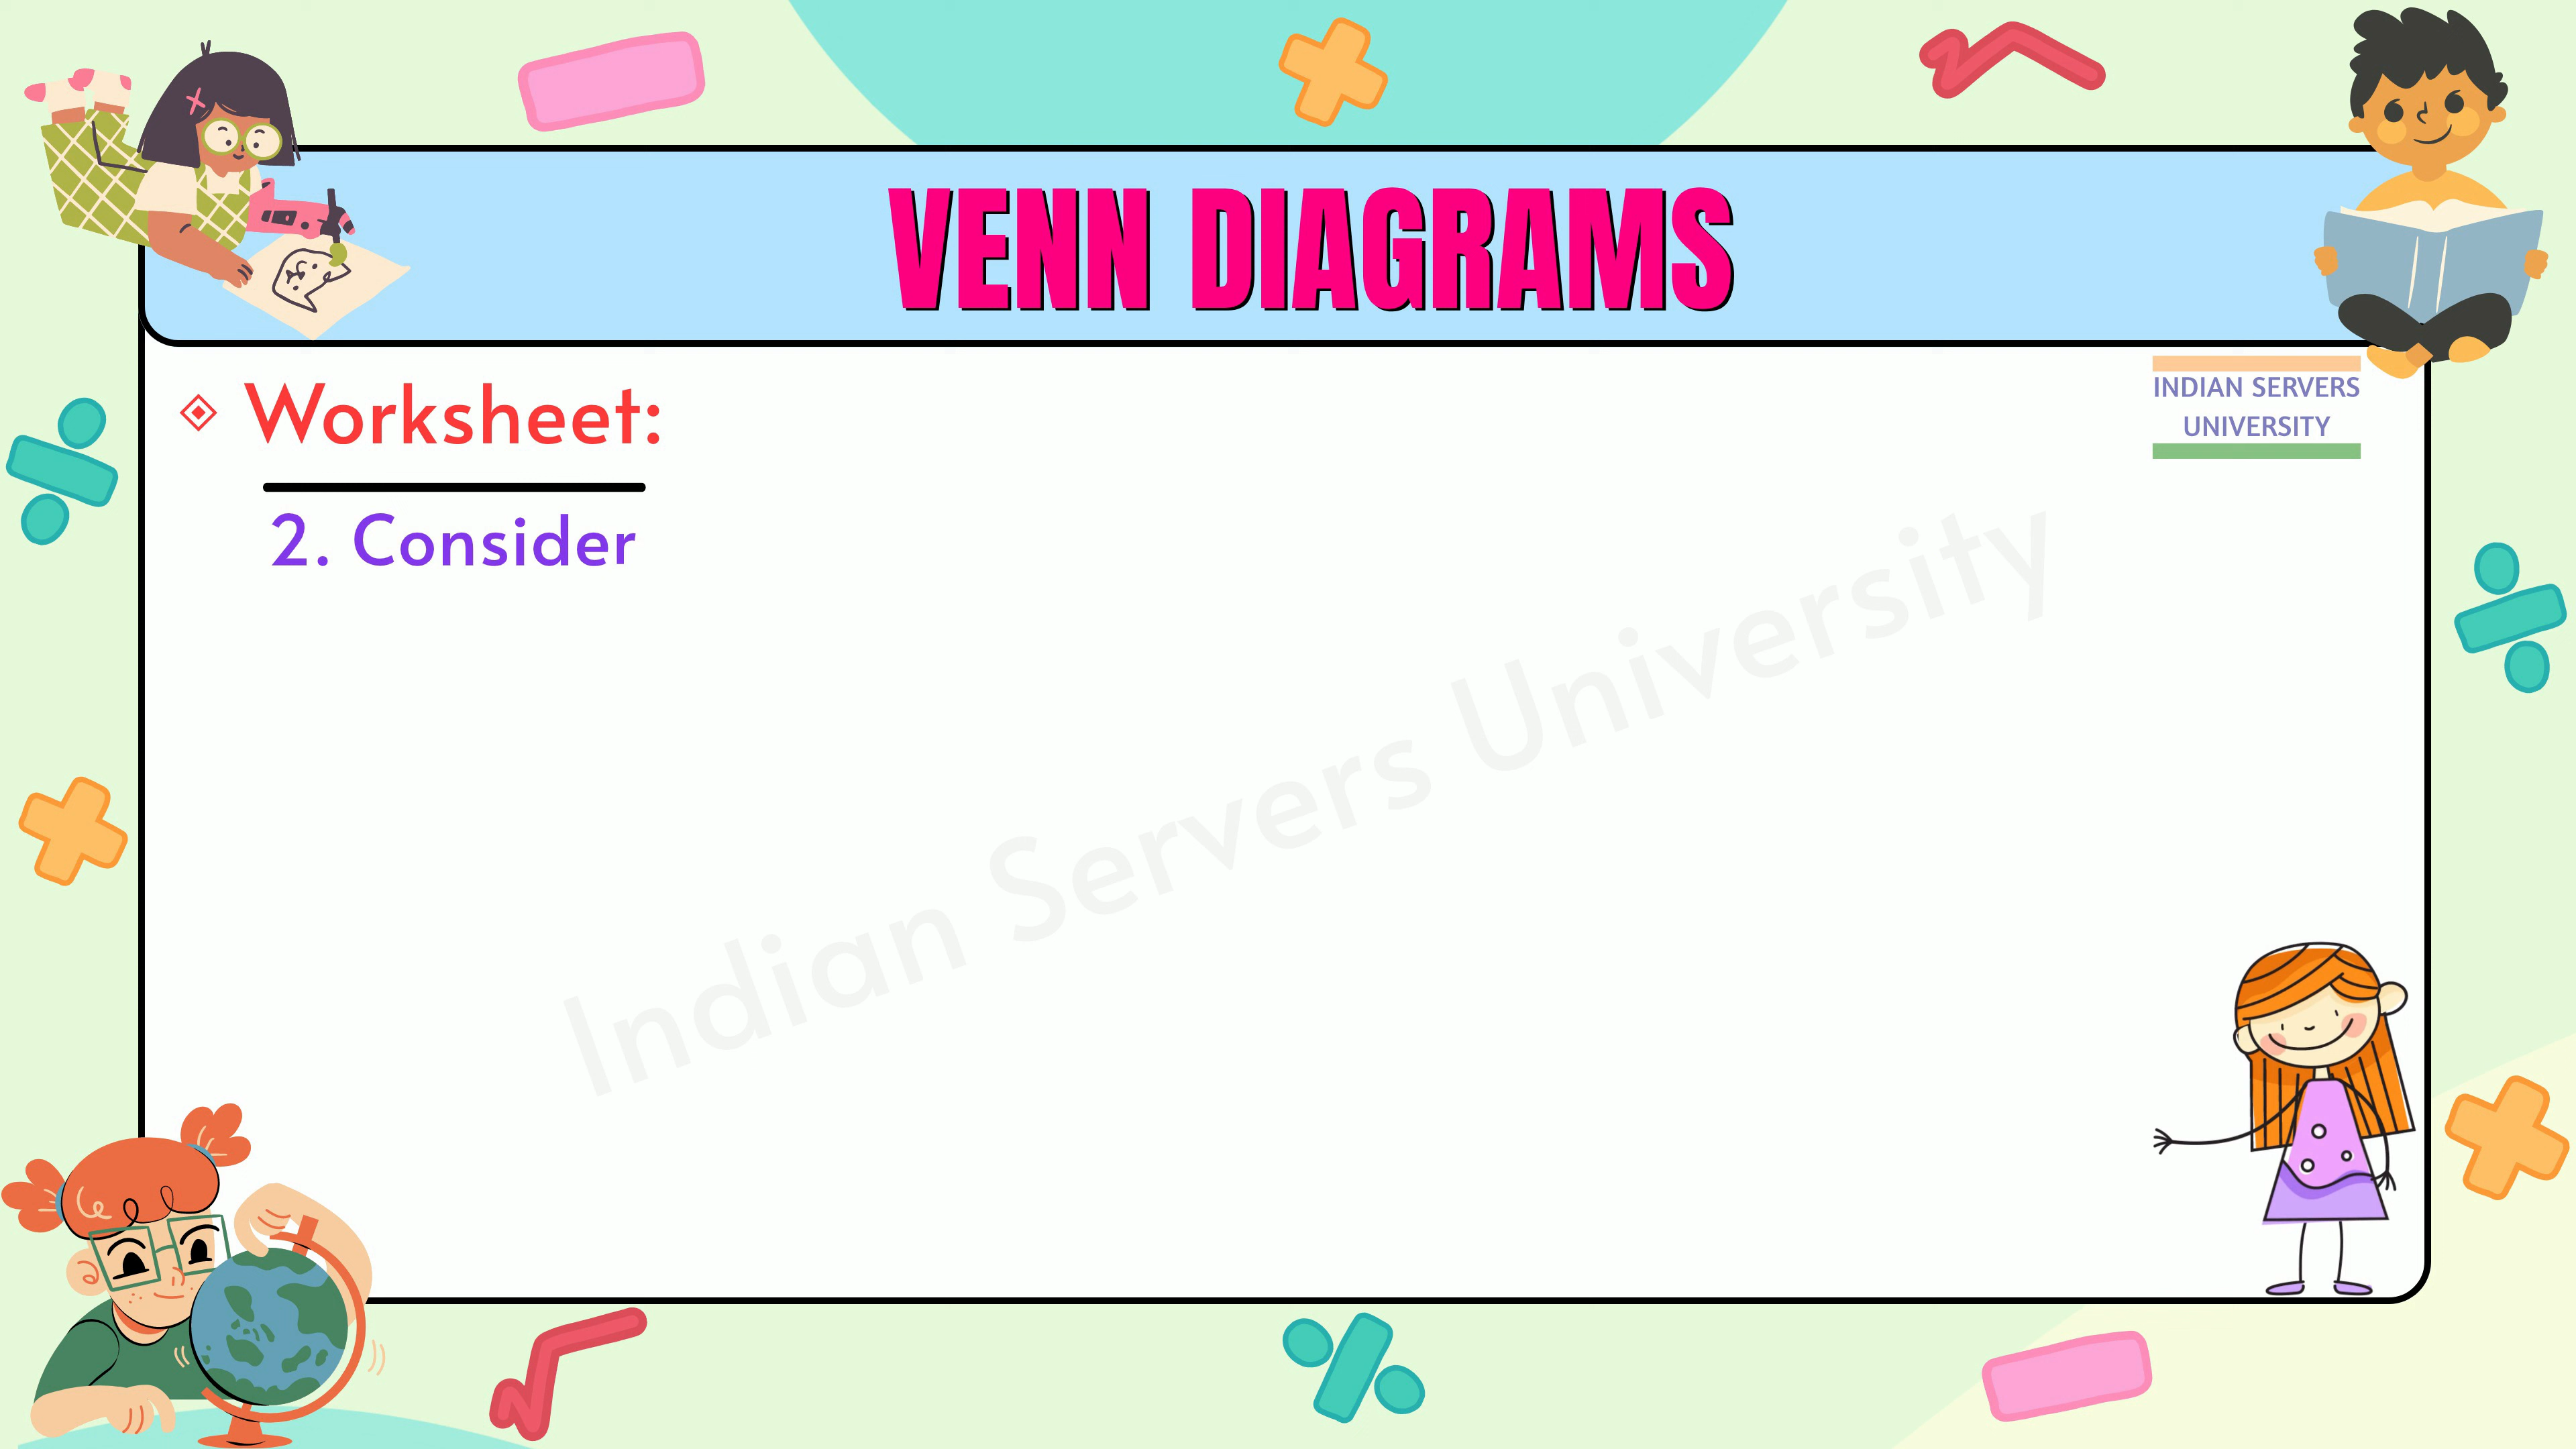 VENN DIAGRAMS
INDIAN SERVERS
UNIVERSITY
Worksheet:
2. Consider
Indian Servers University